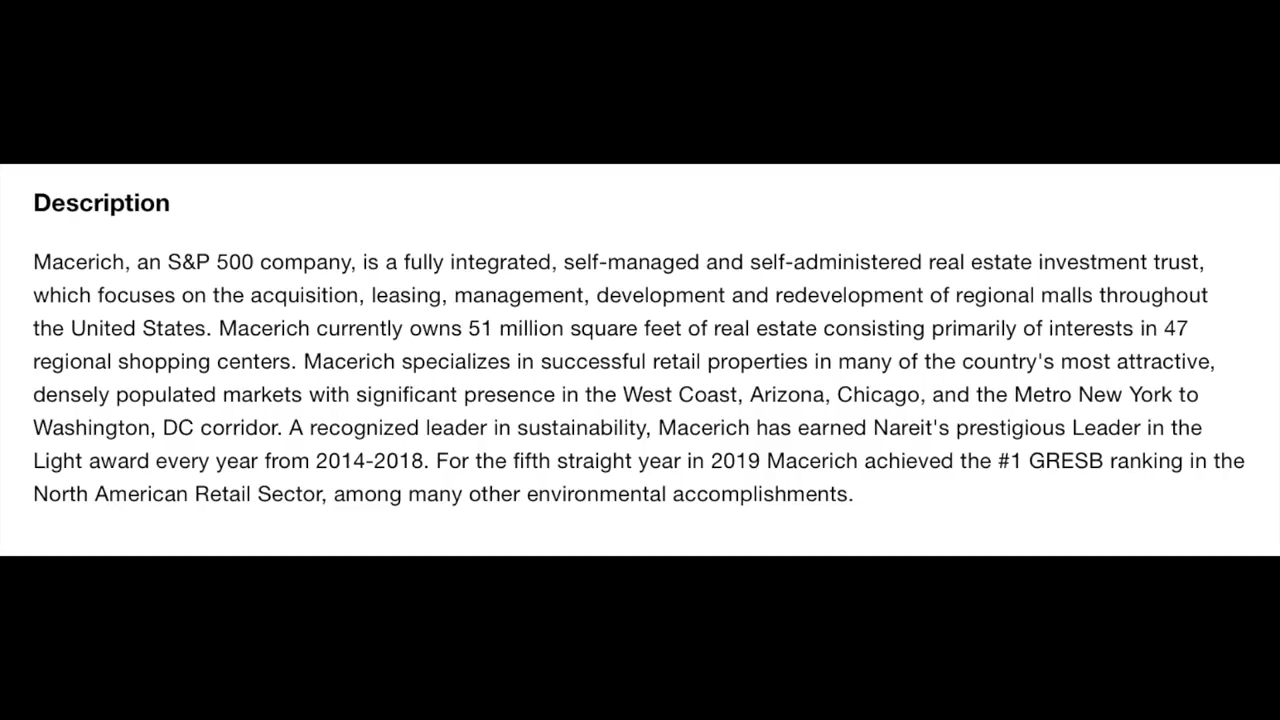 Description
Macerich, an S&P 500 company, is a fully integrated, self-managed and self-administered real estate investment trust,
which focuses on the acquisition, leasing, management, development and redevelopment of regional malls throughout
the United States. Macerich currently owns 51 million square feet of real estate consisting primarily of interests in 47
regional shopping centers. Macerich specializes in successful retail properties in many of the country's most attractive,
densely populated markets with significant presence in the West Coast, Arizona, Chicago, and the Metro New York to
Washington, DC corridor. A recognized leader in sustainability, Macerich has earned Nareit's prestigious Leader in the
Light award every year from 2014-2018. For the fifth straight year in 2019 Macerich achieved the #1 GRESB ranking in the
North American Retail Sector, among many other environmental accomplishments.